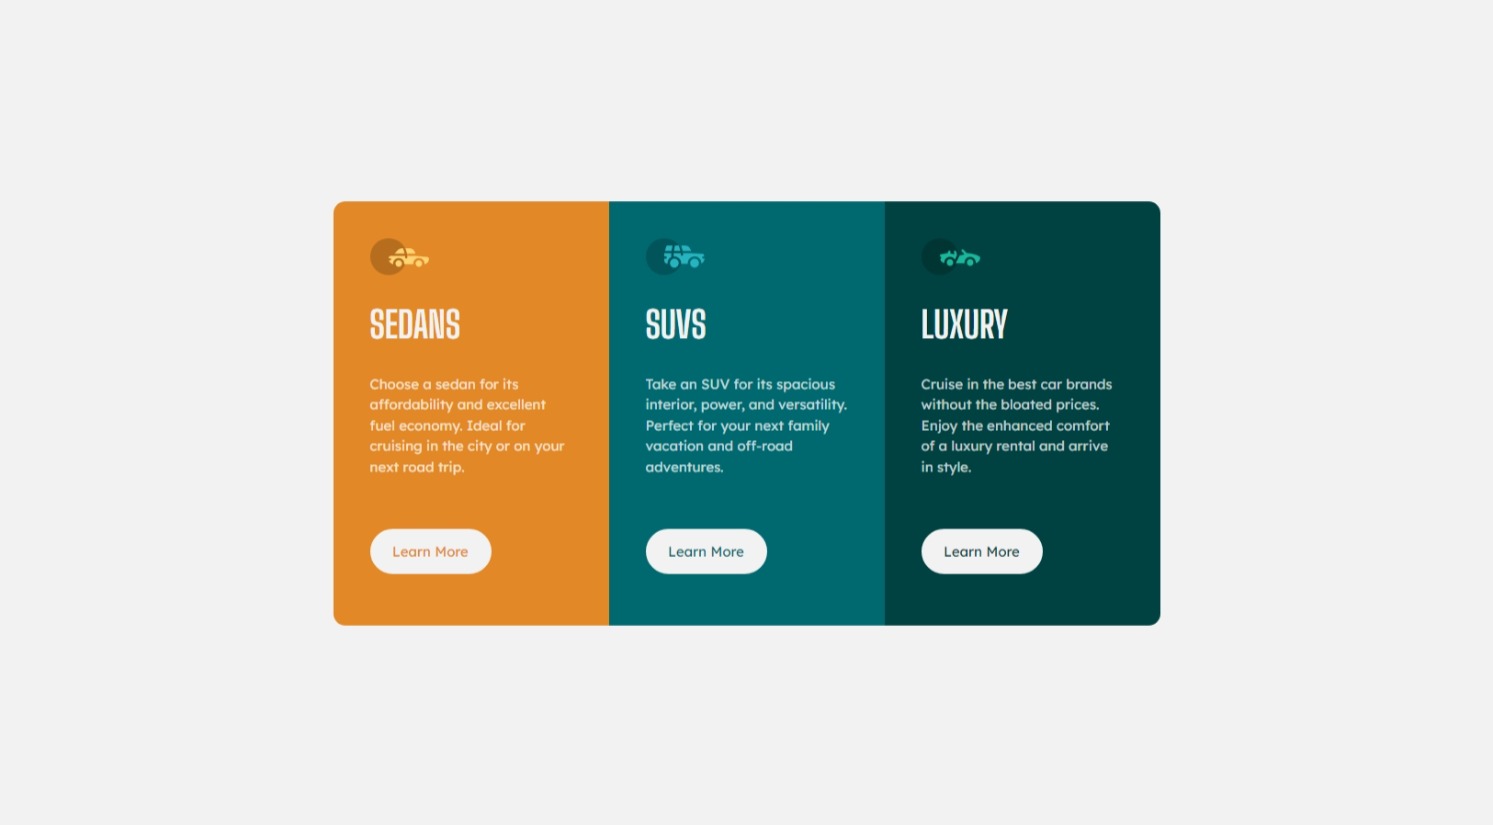 SEDANS
Choose a sedan for its
affordability and excellent
fuel economy. Ideal for
cruising in the city or on your
next road trip.
Learn More
SUVS
Take an SUV for its spacious
interior, power, and versatility.
Perfect for your next family
vacation and off-road
adventures.
Learn More
LUXURY
Cruise in the best car brands
without the bloated prices.
Enjoy the enhanced comfort
of a luxury rental and arrive
in style.
Learn More